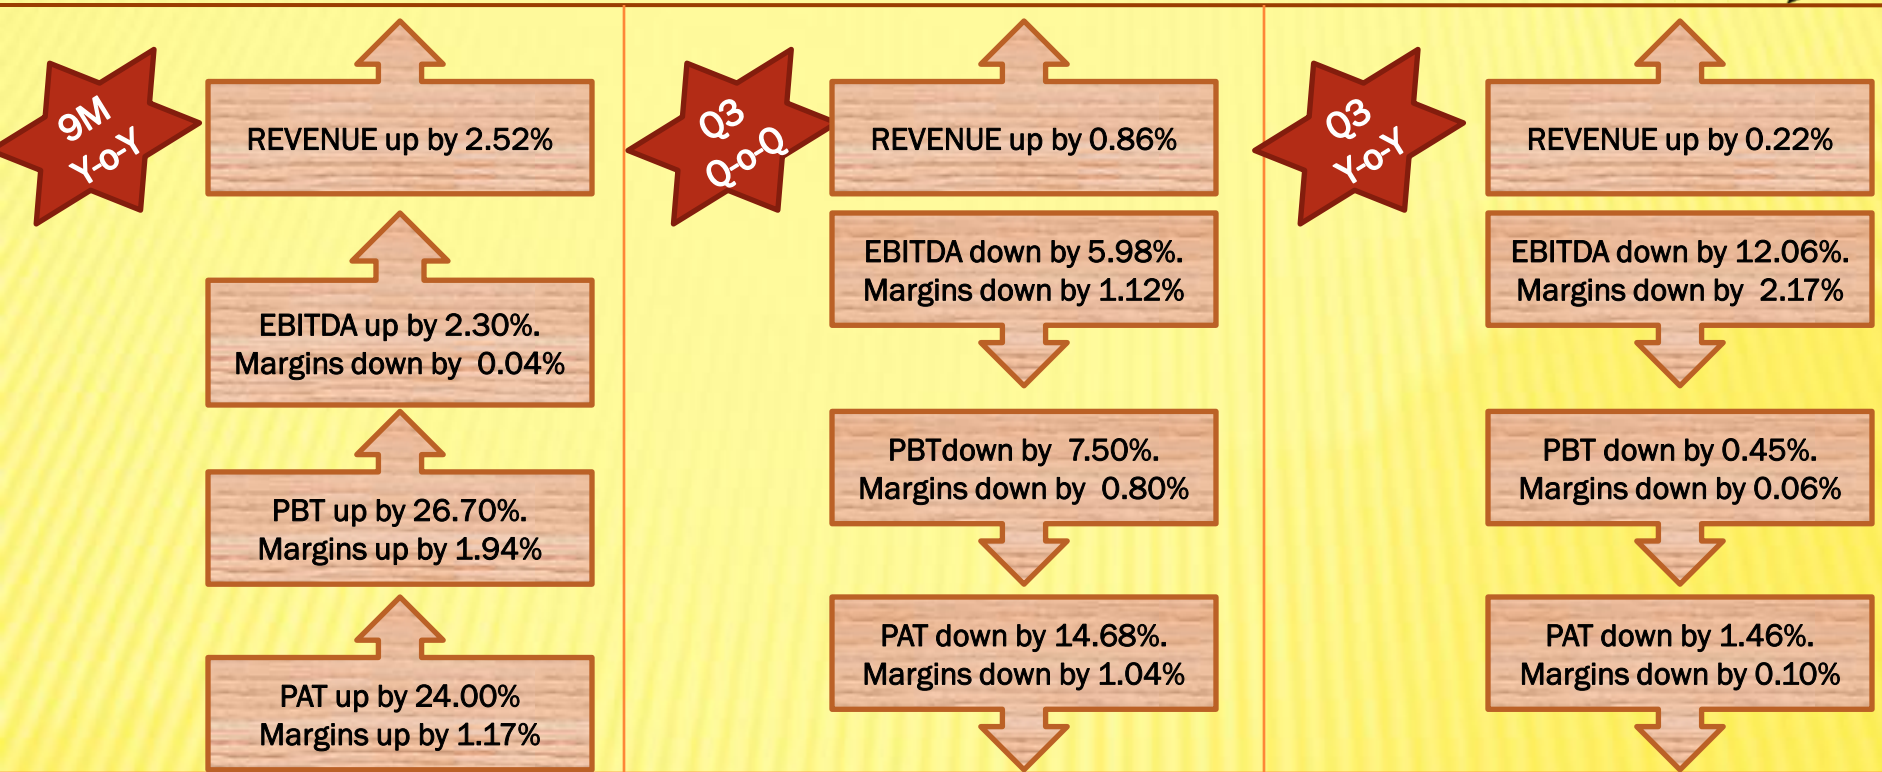 9M
Y-o-Y
REVENUE up by 2.52%
EBITDA up by 2.30%.
Margins down by  0.04%
PBT up by 26.70%.
Margins up by 1.94%
PAT up by 24.00%
Margins up by 1.17%
Q3
Q-o-Q
REVENUE up by 0.86%
EBITDA down by 5.98%.
Margins down by 1.12%
PBTdown by  7.50%.
Margins down by  0.80%
PAT down by 14.68%.
Margins down by 1.04%
Q3
Y-o-Y
REVENUE up by 0.22%
EBITDA down by 12.06%.
Margins down by  2.17%
PBT down by 0.45%.
Margins down by 0.06%
PAT down by 1.46%.
Margins down by 0.10%